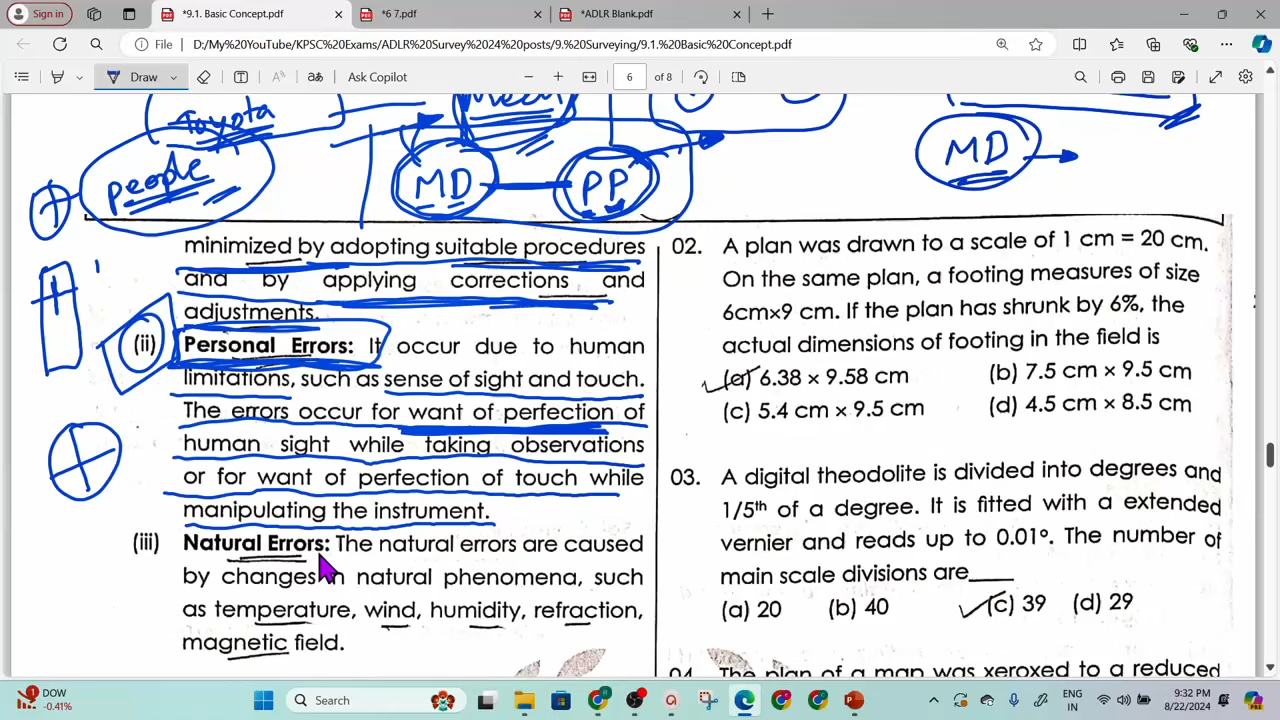 Sign in
*9.1. Basic Concept.pdf
*6 7.pdf
*ADLR Blank.pdf
File
D:/My%20YouTube/KPSC%20Exams/ADLR%20Survey%202024%20posts/9.%20Surveying/9.1.%20Basic%20Concept.pdf
Draw
Ask Copilot
6 of 8
Toyota
people
MD
PP
MD
minimized by adopting suitable procedures
and by applying corrections and
adjustments.
(ii) Personal Errors: It occur due to human
limitations, such as sense of sight and touch.
The errors occur for want of perfection of
human sight while taking observations
or for want of perfection of touch while
manipulating the instrument.
(iii) Natural Errors: The natural errors are caused
by changes in natural phenomena, such
as temperature, wind, humidity, refraction,
magnetic field.
02. A plan was drawn to a scale of 1 cm = 20 cm.
On the same plan, a footing measures of size
6cm×9 cm. If the plan has shrunk by 6%, the
actual dimensions of footing in the field is
(a) 6.38 × 9.58 cm (b) 7.5 cm × 9.5 cm
(c) 5.4 cm × 9.5 cm (d) 4.5 cm × 8.5 cm
03. A digital theodolite is divided into degrees and
1/5th of a degree. It is fitted with a extended
vernier and reads up to 0.01°. The number of
main scale divisions are___
(a) 20 (b) 40 (c) 39 (d) 29
04. The plan of a map was xeroxed to a reduced
DOW
-0.41%
Search
ENG
IN
9:32 PM
8/22/2024